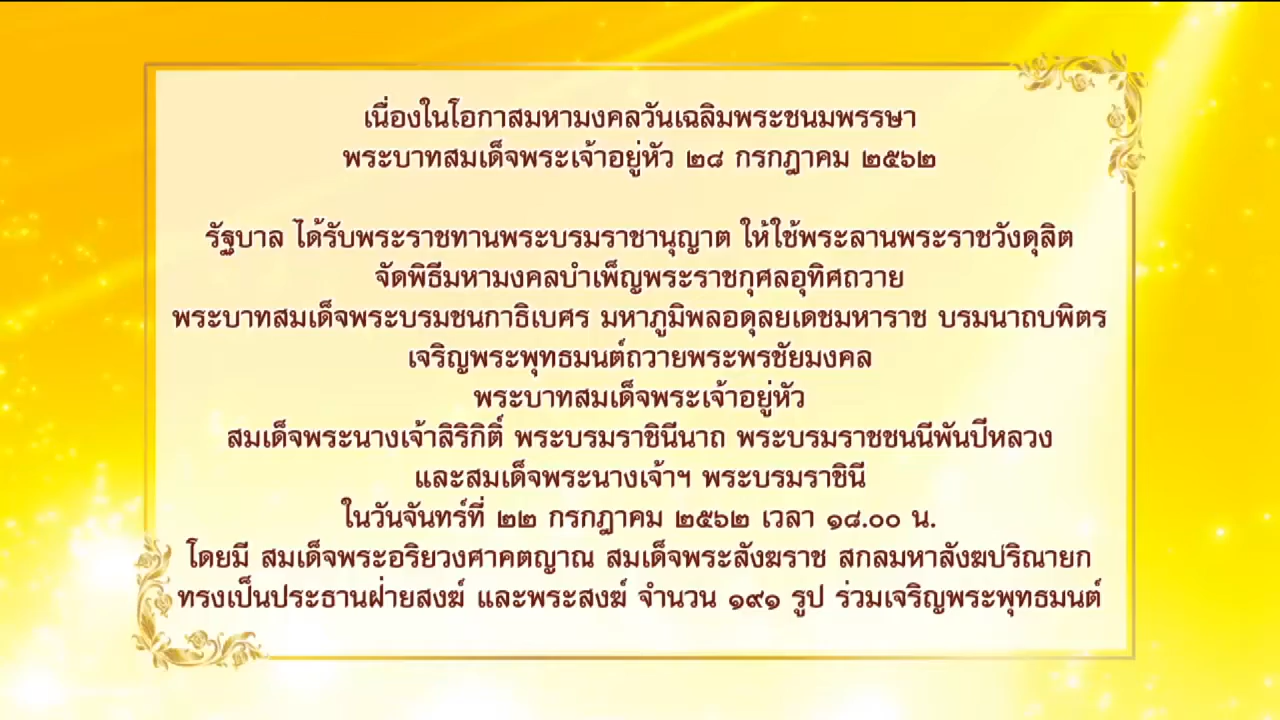 เนื่องในโอกาสมหามงคลวันเฉลิมพระชนมพรรษา
พระบาทสมเด็จพระเจ้าอยู่หัว ๒๘ กรกฎาคม ๒๕๖๒
รัฐบาล ได้รับพระราชทานพระบรมราชานุญาต ให้ใช้พระลานพระราชวังดุสิต
จัดพิธีมหามงคลบำเพ็ญพระราชกุศลอุทิศถวาย
พระบาทสมเด็จพระบรมชนกาธิเบศร มหาภูมิพลอดุลยเดชมหาราช บรมนาถบพิตร
เจริญพระพุทธมนต์ถวายพระพรชัยมงคล
พระบาทสมเด็จพระเจ้าอยู่หัว
สมเด็จพระนางเจ้าสิริกิติ์ พระบรมราชินีนาถ พระบรมราชชนนีพันปีหลวง
และสมเด็จพระนางเจ้าฯ พระบรมราชินี
ในวันจันทร์ที่ ๒๒ กรกฎาคม ๒๕๖๒ เวลา ๑๘.๐๐ น.
โดยมี สมเด็จพระอริยวงศาคตญาณ สมเด็จพระสังฆราช สกลมหาสังฆปริณายก
ทรงเป็นประธานฝ่ายสงฆ์ และพระสงฆ์ จำนวน ๑๙๑ รูป ร่วมเจริญพระพุทธมนต์